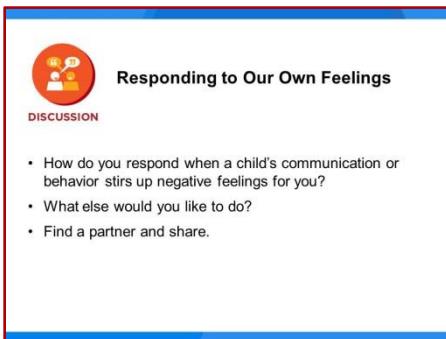 Responding to Our Own Feelings
DISCUSSION
• How do you respond when a child's communication or
behavior stirs up negative feelings for you?
• What else would you like to do?
• Find a partner and share.